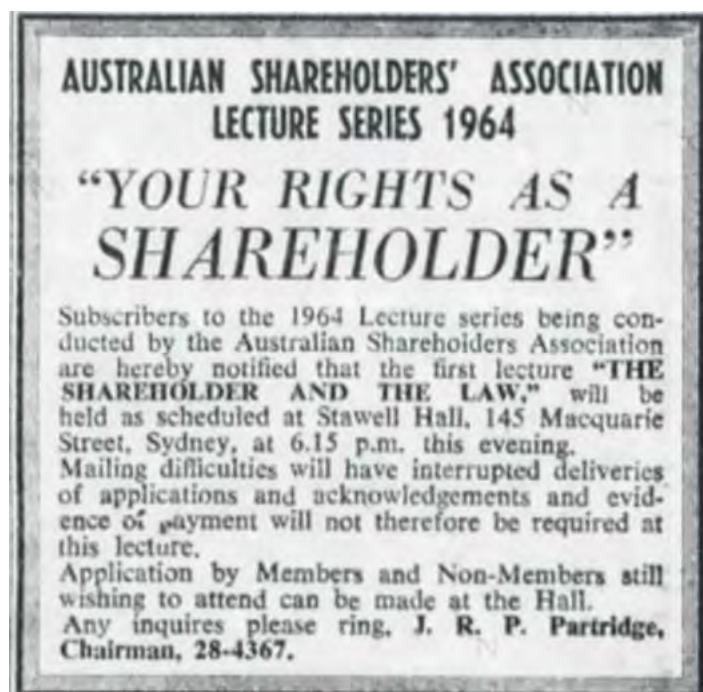 AUSTRALIAN SHAREHOLDERS' ASSOCIATION
LECTURE SERIES 1964
"YOUR RIGHTS AS A
SHAREHOLDER"
Subscribers to the 1964 Lecture series being con-
ducted by the Australian Shareholders Association
are hereby notified that the first lecture "THE
SHAREHOLDER AND THE LAW," will be
held as scheduled at Stawell Hall, 145 Macquarie
Street, Sydney, at 6.15 p.m. this evening.
Mailing difficulties will have interrupted deliveries
of applications and acknowledgements and evid-
ence of payment will not therefore be required at
this lecture.
Application by Members and Non-Members still
wishing to attend can be made at the Hall.
Any inquires please ring, J. R. P. Partridge,
Chairman, 28-4367.